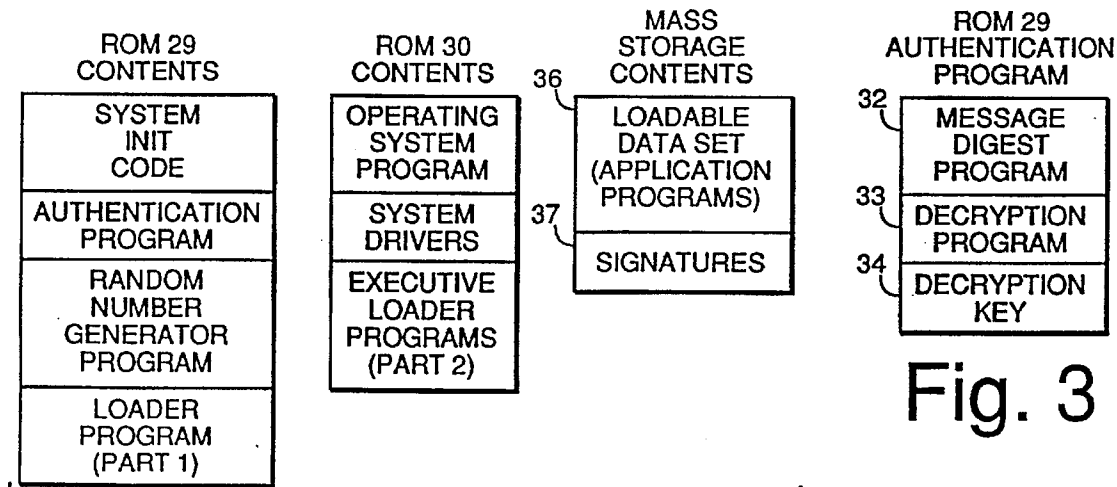 ROM 29
CONTENTS
SYSTEM
INIT
CODE
AUTHENTICATION
PROGRAM
RANDOM
NUMBER
GENERATOR
PROGRAM
LOADER
PROGRAM
(PART 1)
ROM 30
CONTENTS
OPERATING
SYSTEM
PROGRAM
SYSTEM
DRIVERS
EXECUTIVE
LOADER
PROGRAMS
(PART 2)
MASS
STORAGE
CONTENTS
36
LOADABLE
DATA SET
(APPLICATION
PROGRAMS)
37
SIGNATURES
ROM 29
AUTHENTICATION
PROGRAM
32
MESSAGE
DIGEST
PROGRAM
33
DECRYPTION
PROGRAM
34
DECRYPTION
KEY
Fig. 3